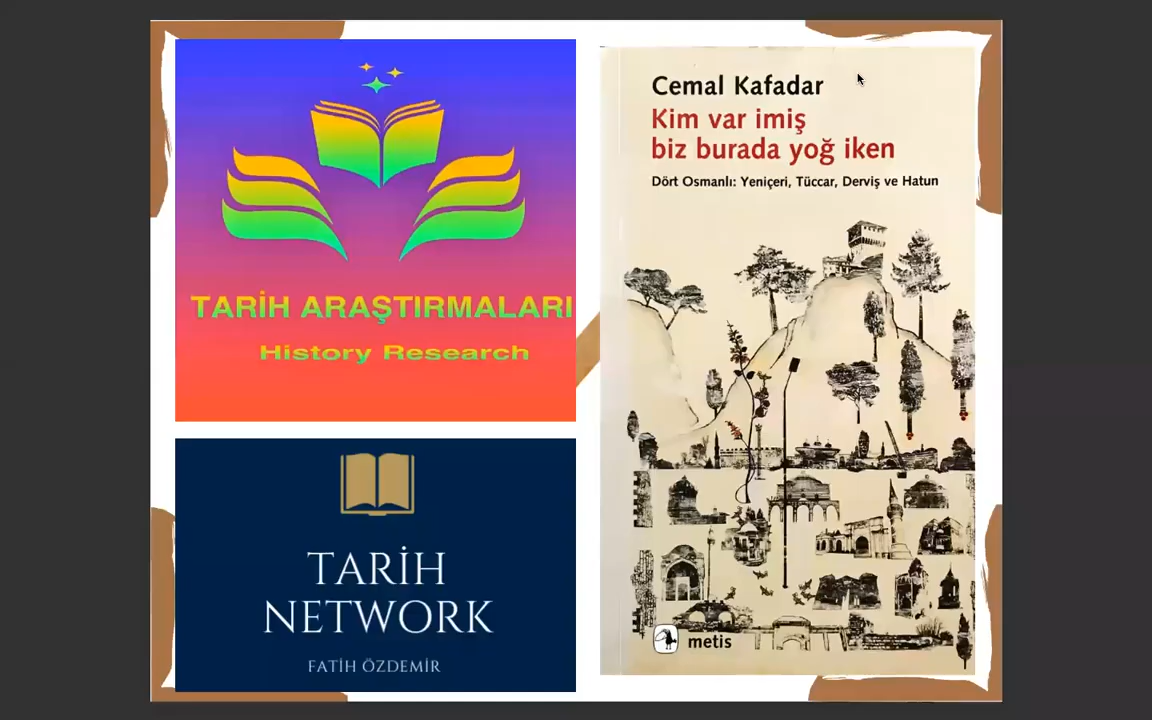 TARİH ARAŞTIRMALARI
History Research
TARİH
NETWORK
FATİH ÖZDEMİR
Cemal Kafadar
Kim var imiş
biz burada yoğ iken
Dört Osmanlı: Yeniçeri, Tüccar, Derviş ve Hatun
metis